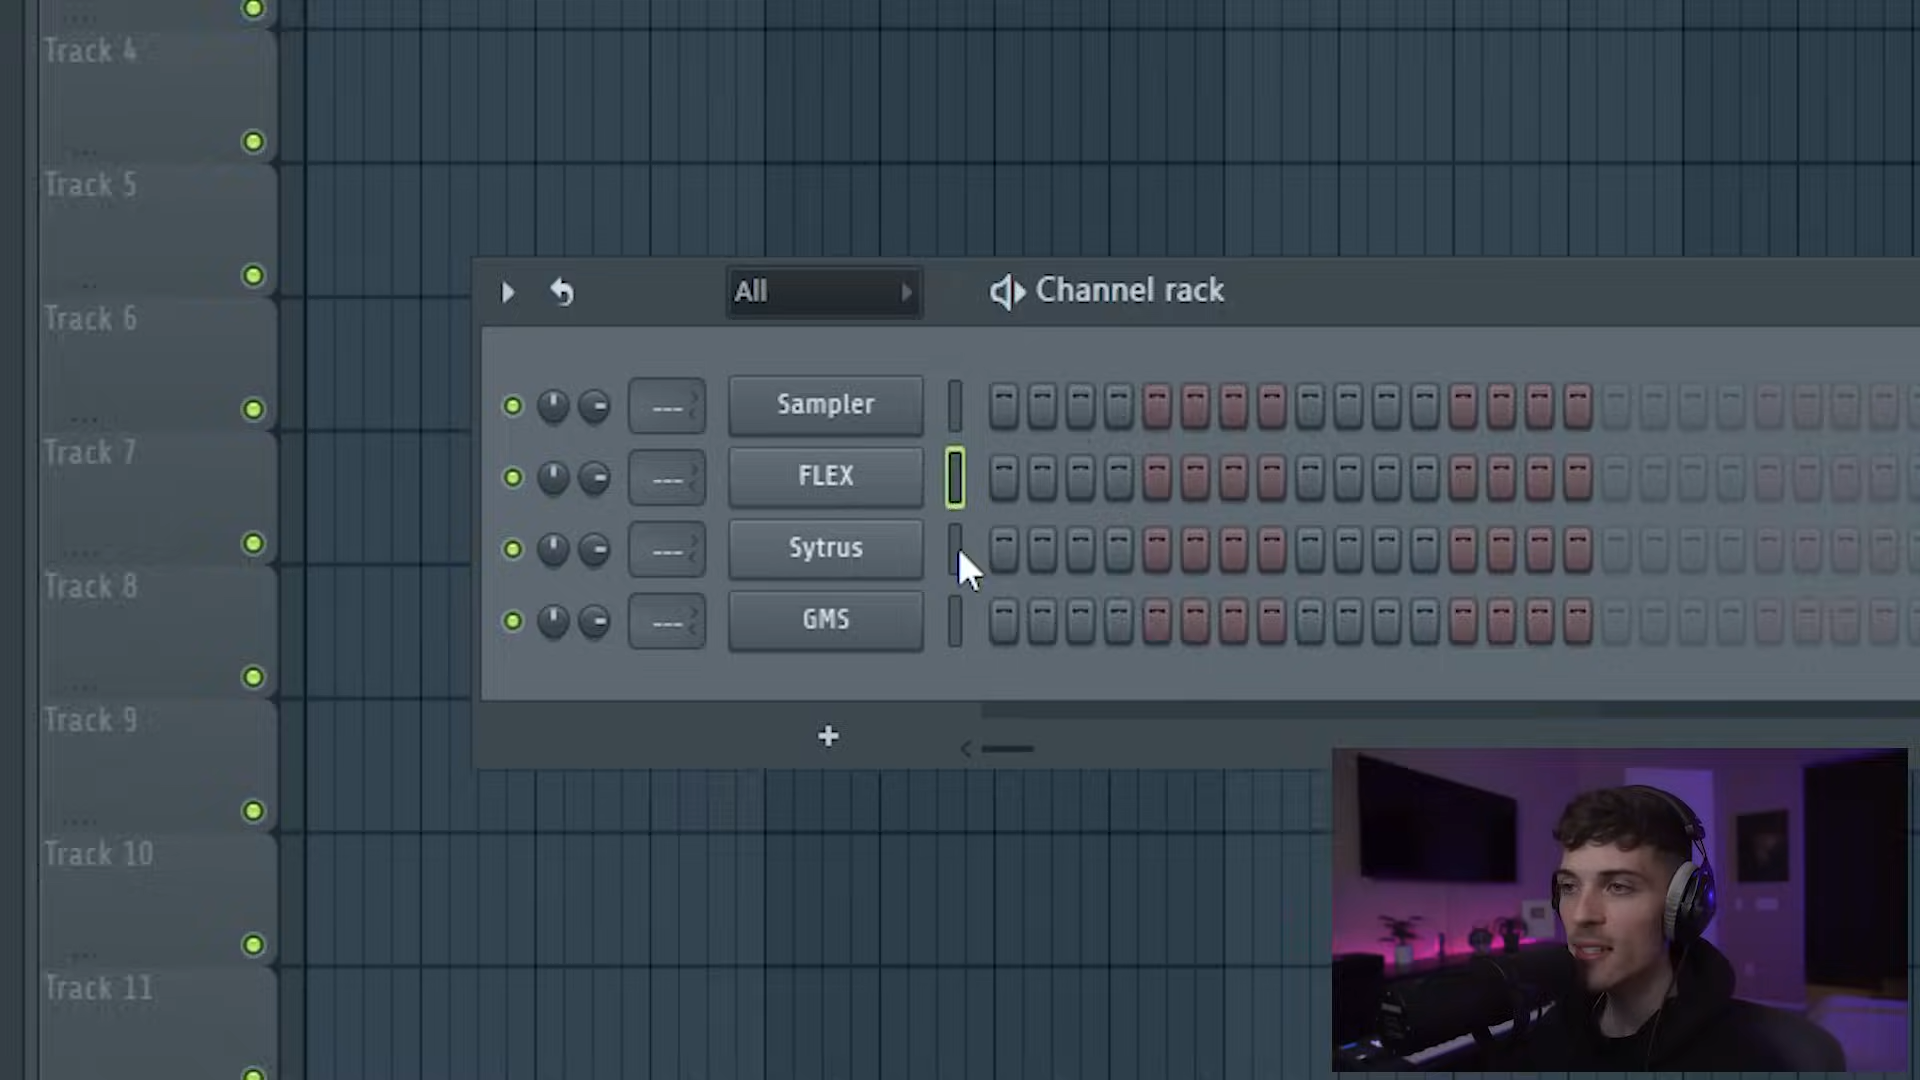 Track 4
Track 5
Track 6
Track 7
Track 8
Track 9
Track 10
Track 11
All
Channel rack
---
Sampler
---
FLEX
---
Sytrus
---
GMS
+